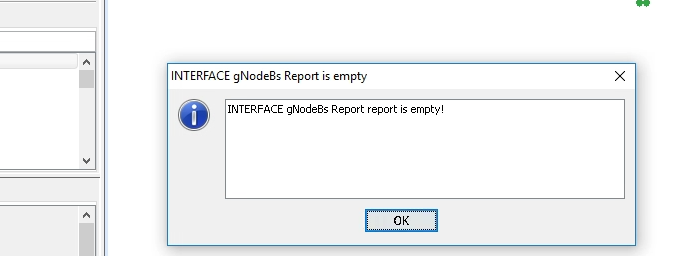 INTERFACE gNodeBs Report is empty
INTERFACE gNodeBs Report report is empty!
OK